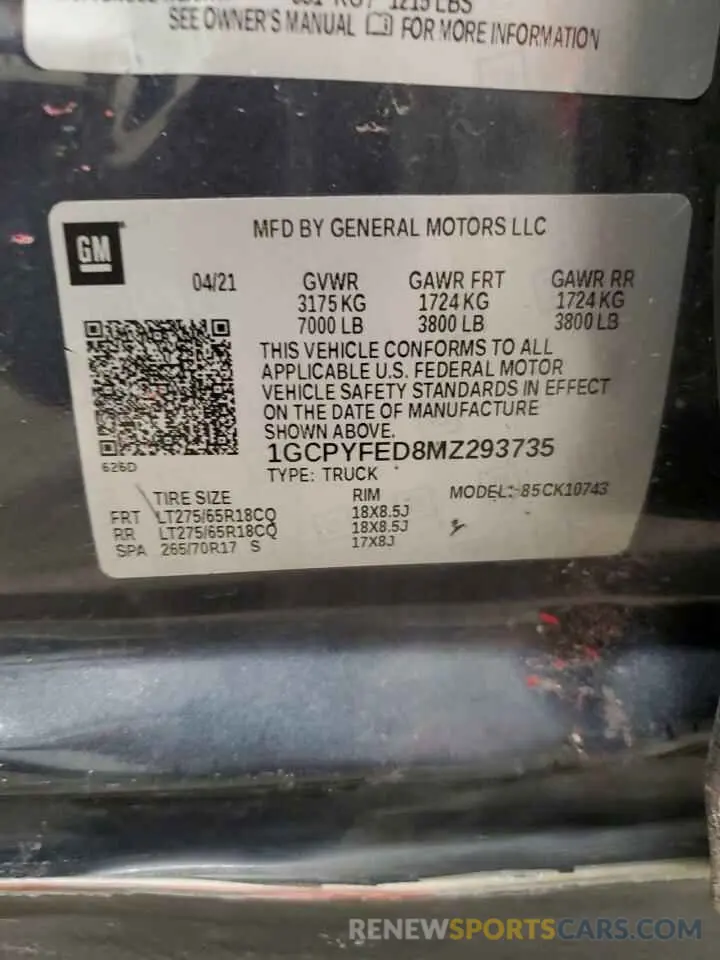 1215 LBS
SEE OWNER'S MANUAL FOR MORE INFORMATION
GM
MFD BY GENERAL MOTORS LLC
04/21 GVWR GAWR FRT GAWR RR
3175 KG 1724 KG 1724 KG
7000 LB 3800 LB 3800 LB
THIS VEHICLE CONFORMS TO ALL
APPLICABLE U.S. FEDERAL MOTOR
VEHICLE SAFETY STANDARDS IN EFFECT
ON THE DATE OF MANUFACTURE
SHOWN ABOVE.
626D
1GCPYFED8MZ293735
TYPE: TRUCK
MODEL: 85CK10743
TIRE SIZE RIM
FRT LT275/65R18CQ 18X8.5J
RR LT275/65R18CQ 18X8.5J
SPA 265/70R17 S 17X8J
RENEWSPORTSCARS.COM